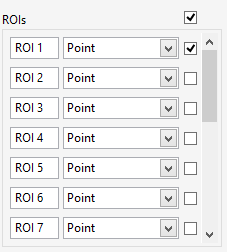 ROIs
ROI 1 Point
ROI 2 Point
ROI 3 Point
ROI 4 Point
ROI 5 Point
ROI 6 Point
ROI 7 Point